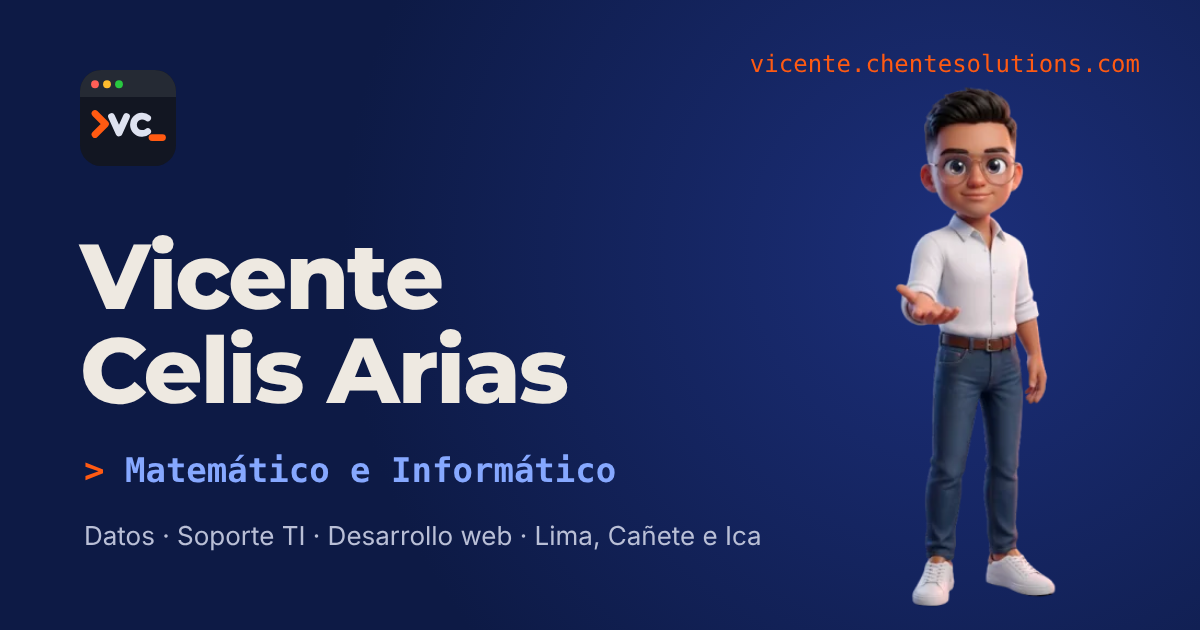 vicente.chentesolutions.com
>vc_
Vicente
Celis Arias
> Matemático e Informático
Datos · Soporte TI · Desarrollo web · Lima, Cañete e Ica